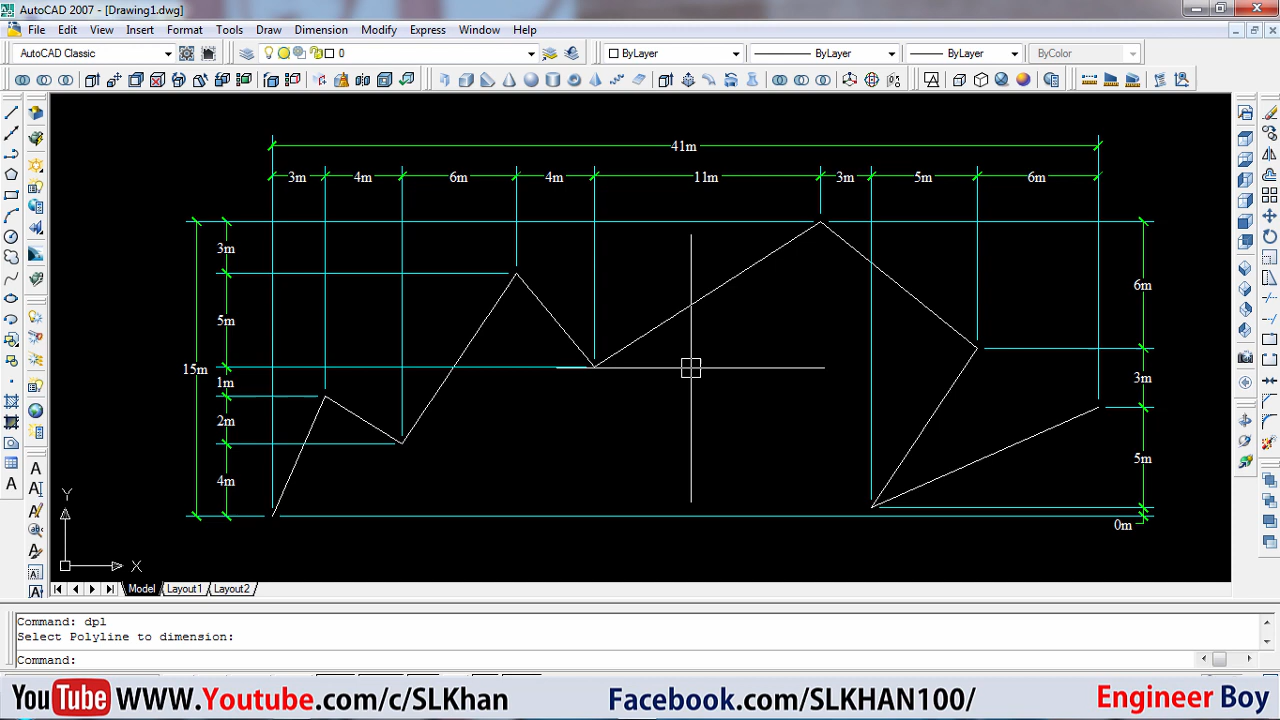 AutoCAD 2007 - [Drawing1.dwg]
File Edit View Insert Format Tools Draw Dimension Modify Express Window Help
AutoCAD Classic 0 ByLayer ByLayer ByLayer ByColor
41m
3m 4m 6m 4m 11m 3m 5m 6m
3m
6m
5m
15m
1m
3m
2m
5m
4m
0m
Y
X
Model Layout1 Layout2
Command: dpl
Select Polyline to dimension:
Command:
YouTube WWW.Youtube.com/c/SLKhan Facebook.com/SLKHAN100/ Engineer Boy